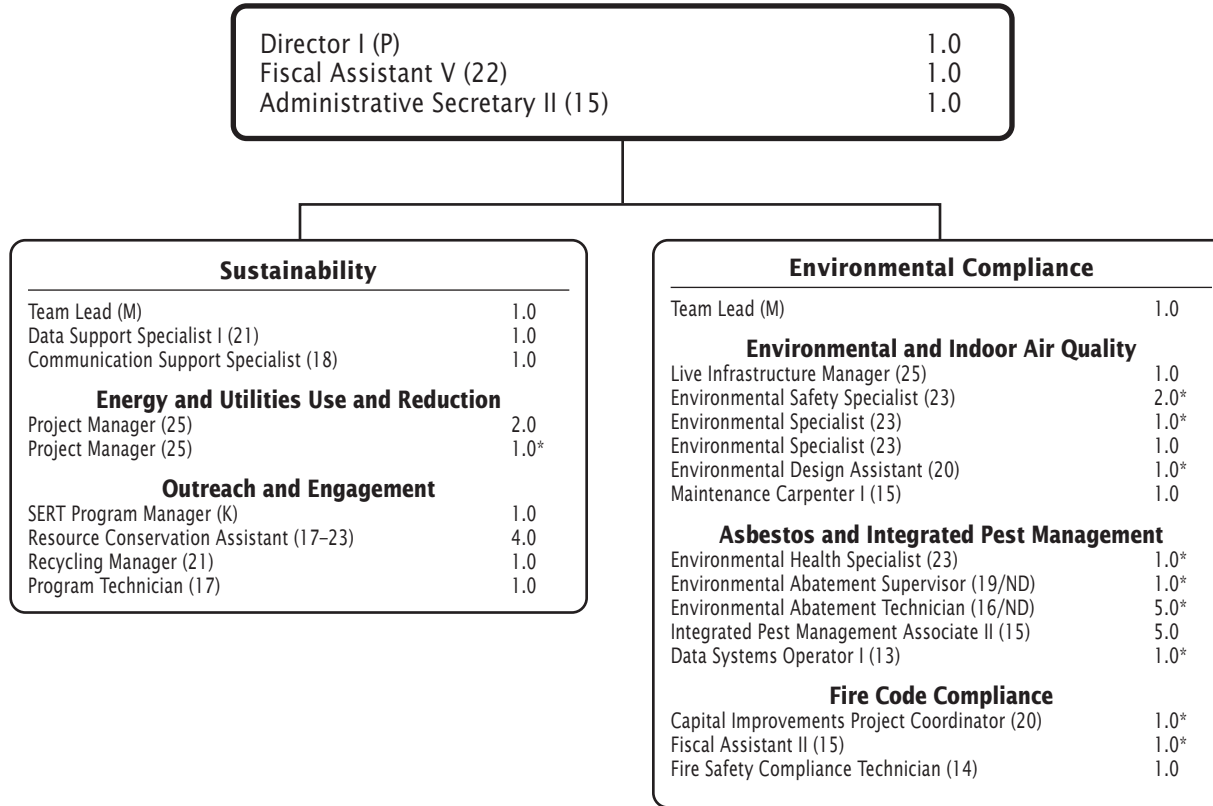 Director I (P) 1.0
Fiscal Assistant V (22) 1.0
Administrative Secretary II (15) 1.0
Sustainability
Team Lead (M) 1.0
Data Support Specialist I (21) 1.0
Communication Support Specialist (18) 1.0
Energy and Utilities Use and Reduction
Project Manager (25) 2.0
Project Manager (25) 1.0*
Outreach and Engagement
SERT Program Manager (K) 1.0
Resource Conservation Assistant (17–23) 4.0
Recycling Manager (21) 1.0
Program Technician (17) 1.0
Environmental Compliance
Team Lead (M) 1.0
Environmental and Indoor Air Quality
Live Infrastructure Manager (25) 1.0
Environmental Safety Specialist (23) 2.0*
Environmental Specialist (23) 1.0*
Environmental Specialist (23) 1.0
Environmental Design Assistant (20) 1.0*
Maintenance Carpenter I (15) 1.0
Asbestos and Integrated Pest Management
Environmental Health Specialist (23) 1.0*
Environmental Abatement Supervisor (19/ND) 1.0*
Environmental Abatement Technician (16/ND) 5.0*
Integrated Pest Management Associate II (15) 5.0
Data Systems Operator I (13) 1.0*
Fire Code Compliance
Capital Improvements Project Coordinator (20) 1.0*
Fiscal Assistant II (15) 1.0*
Fire Safety Compliance Technician (14) 1.0